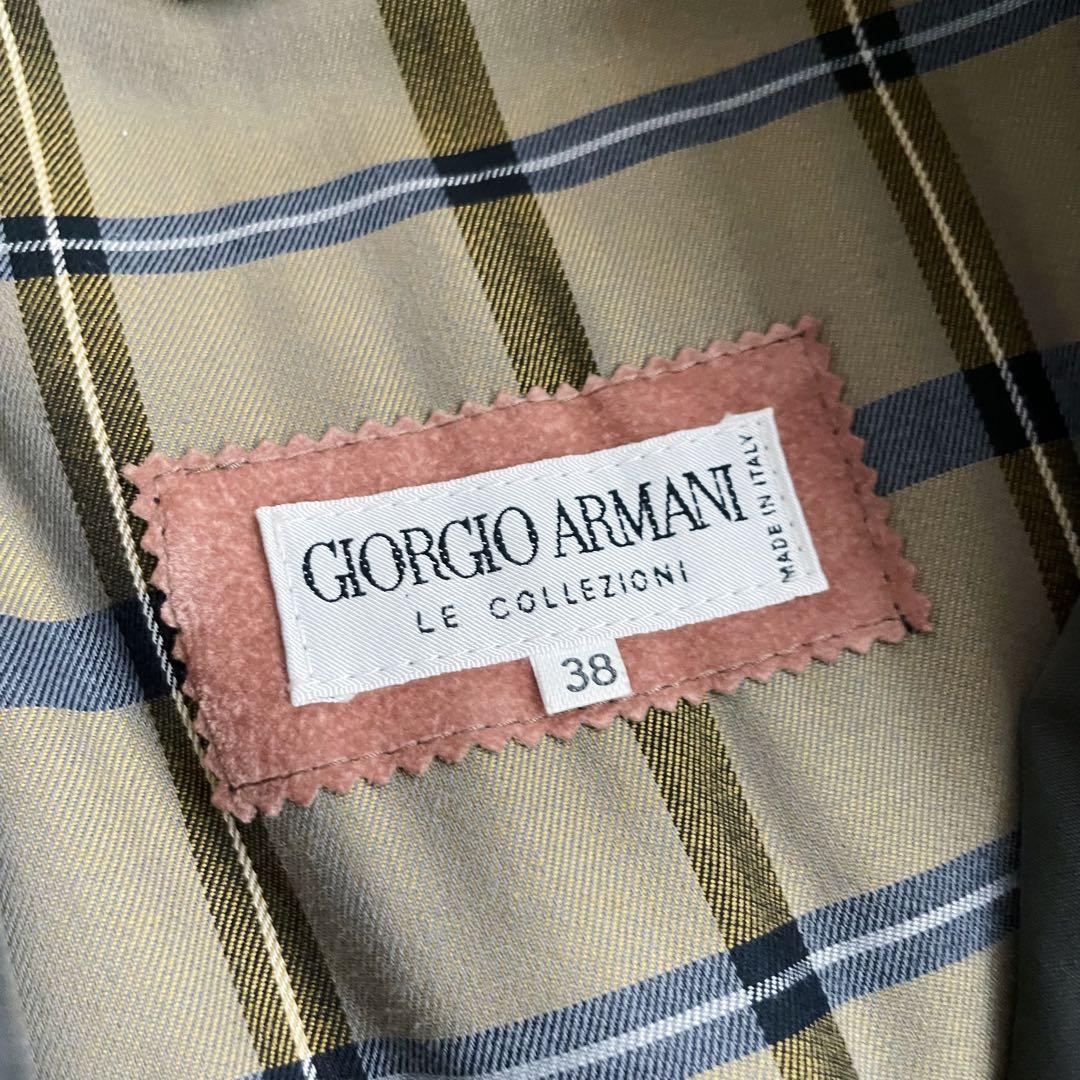 GIORGIO ARMANI
LE COLLEZIONI
MADE IN ITALY
38